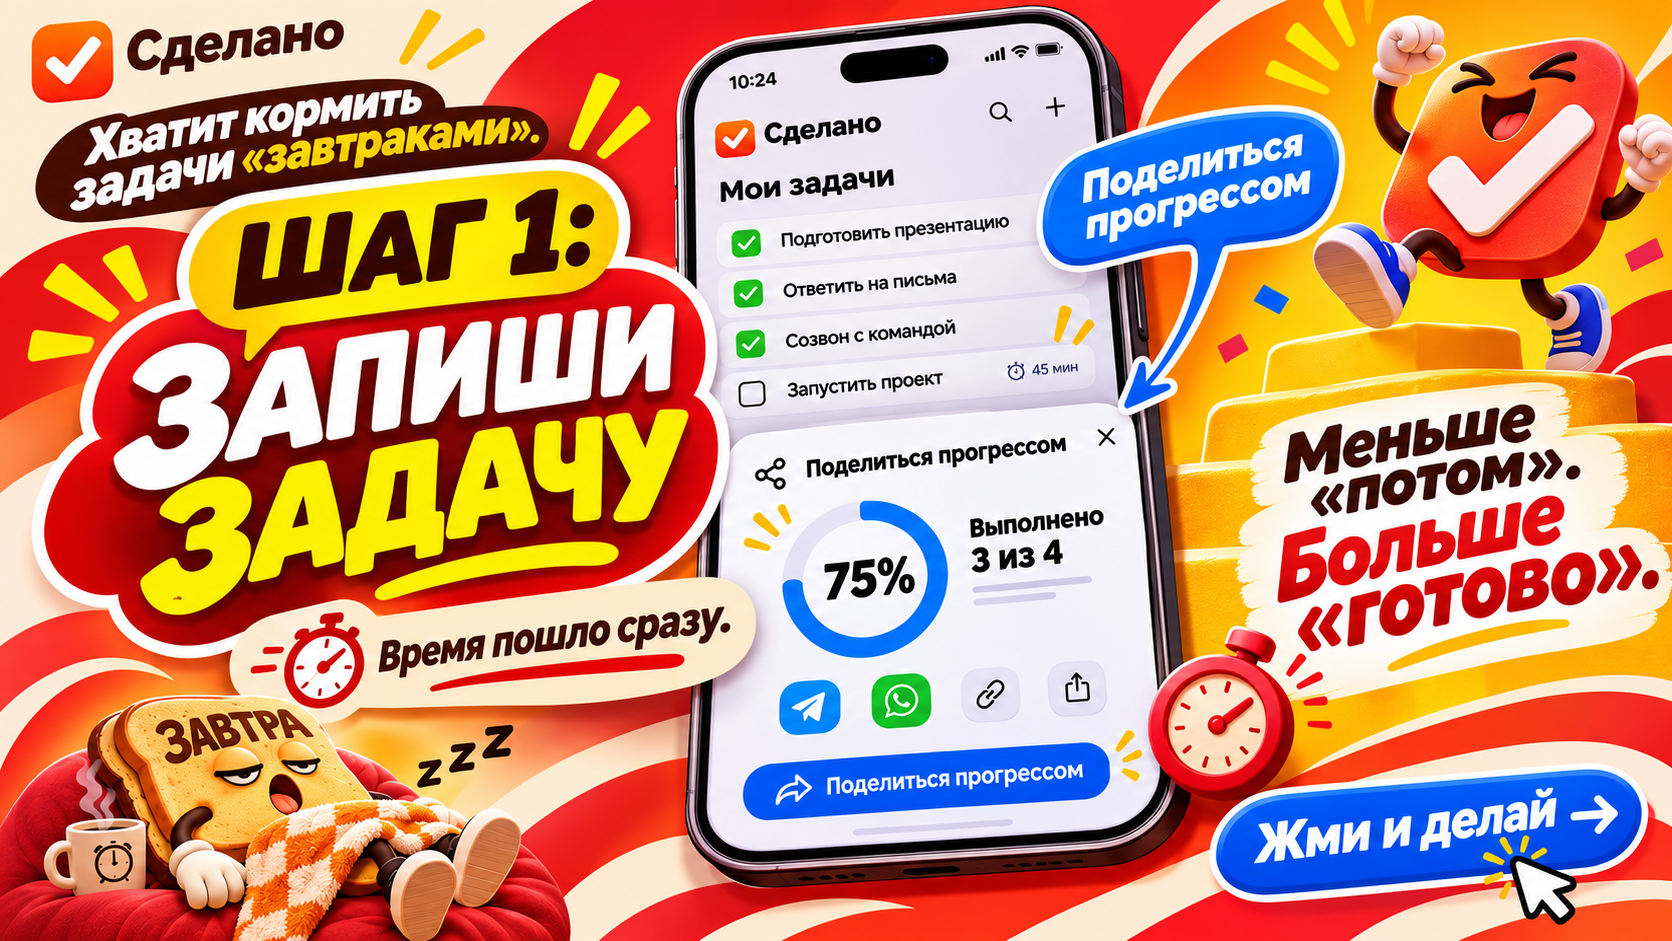 Сделано
Хватит кормить
задачи «завтраками».
ШАГ 1:
ЗАПИШИ
ЗАДАЧУ
Время пошло сразу.
ЗАВТРА
z z Z
10:24
Сделано
Мои задачи
Подготовить презентацию
Ответить на письма
Созвон с командой
Запустить проект
45 мин
Поделиться прогрессом
75%
Выполнено
3 из 4
Поделиться прогрессом
Поделиться
прогрессом
Меньше
«потом».
Больше
«готово».
Жми и делай